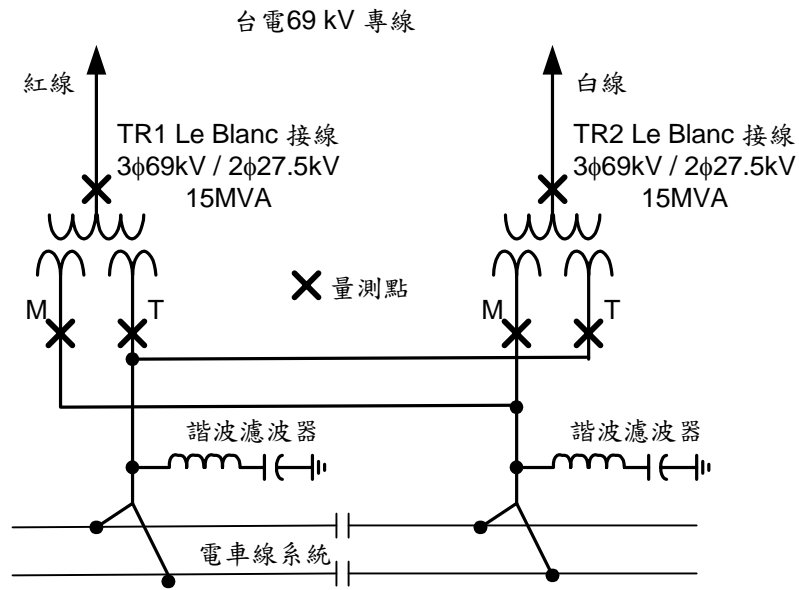 台電69 kV 專線
紅線
白線
TR1 Le Blanc 接線
3ϕ69kV / 2ϕ27.5kV
15MVA
TR2 Le Blanc 接線
3ϕ69kV / 2ϕ27.5kV
15MVA
量測點
M
T
M
T
諧波濾波器
諧波濾波器
電車線系統